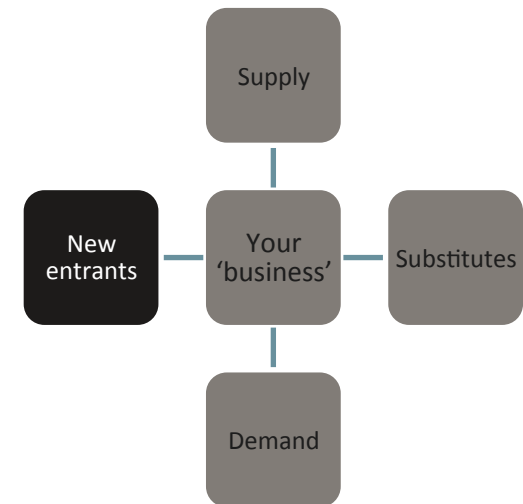 Supply
New
entrants
Your
‘business’
Substitutes
Demand